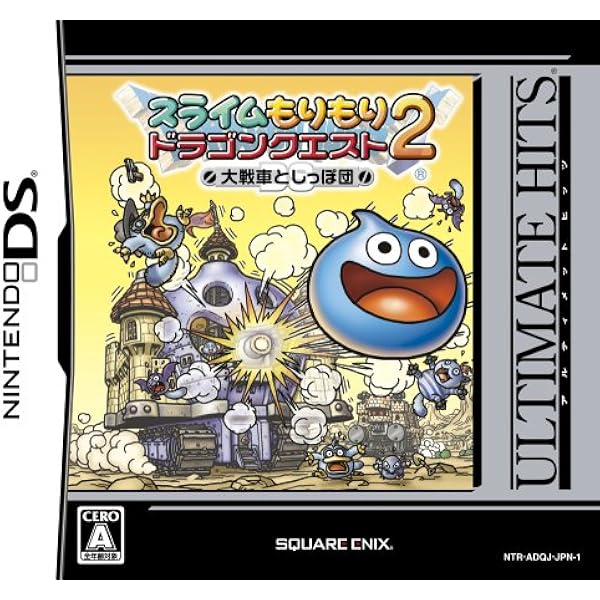 NINTENDO DS®
スライムもりもり
ドラゴンクエスト2®
大戦車としっぽ団
ULTIMATE HITS®
アルティメット ヒッツ
CERO
A
全年齢対象
SQUARE ENIX®
NTR-ADQJ-JPN-1